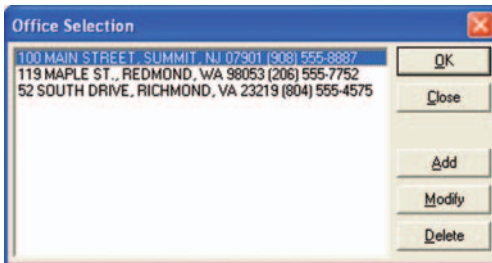 Office Selection
100 MAIN STREET, SUMMIT, NJ 07901 (908) 555-8887
119 MAPLE ST., REDMOND, WA 98053 (206) 555-7752
52 SOUTH DRIVE, RICHMOND, VA 23219 (804) 555-4575
OK
Close
Add
Modify
Delete